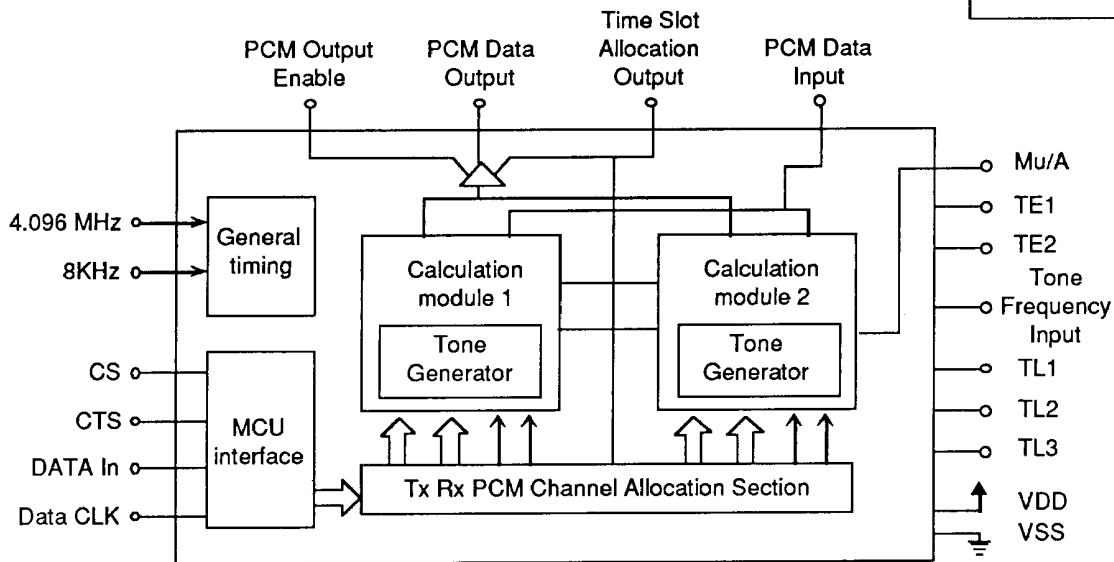 PCM Output
Enable
PCM Data
Output
Time Slot
Allocation
Output
PCM Data
Input
4.096 MHz
8KHz
General
timing
Calculation
module 1
Tone
Generator
Calculation
module 2
Tone
Generator
Mu/A
TE1
TE2
Tone
Frequency
Input
TL1
TL2
TL3
VDD
VSS
CS
CTS
DATA In
Data CLK
MCU
interface
Tx Rx PCM Channel Allocation Section